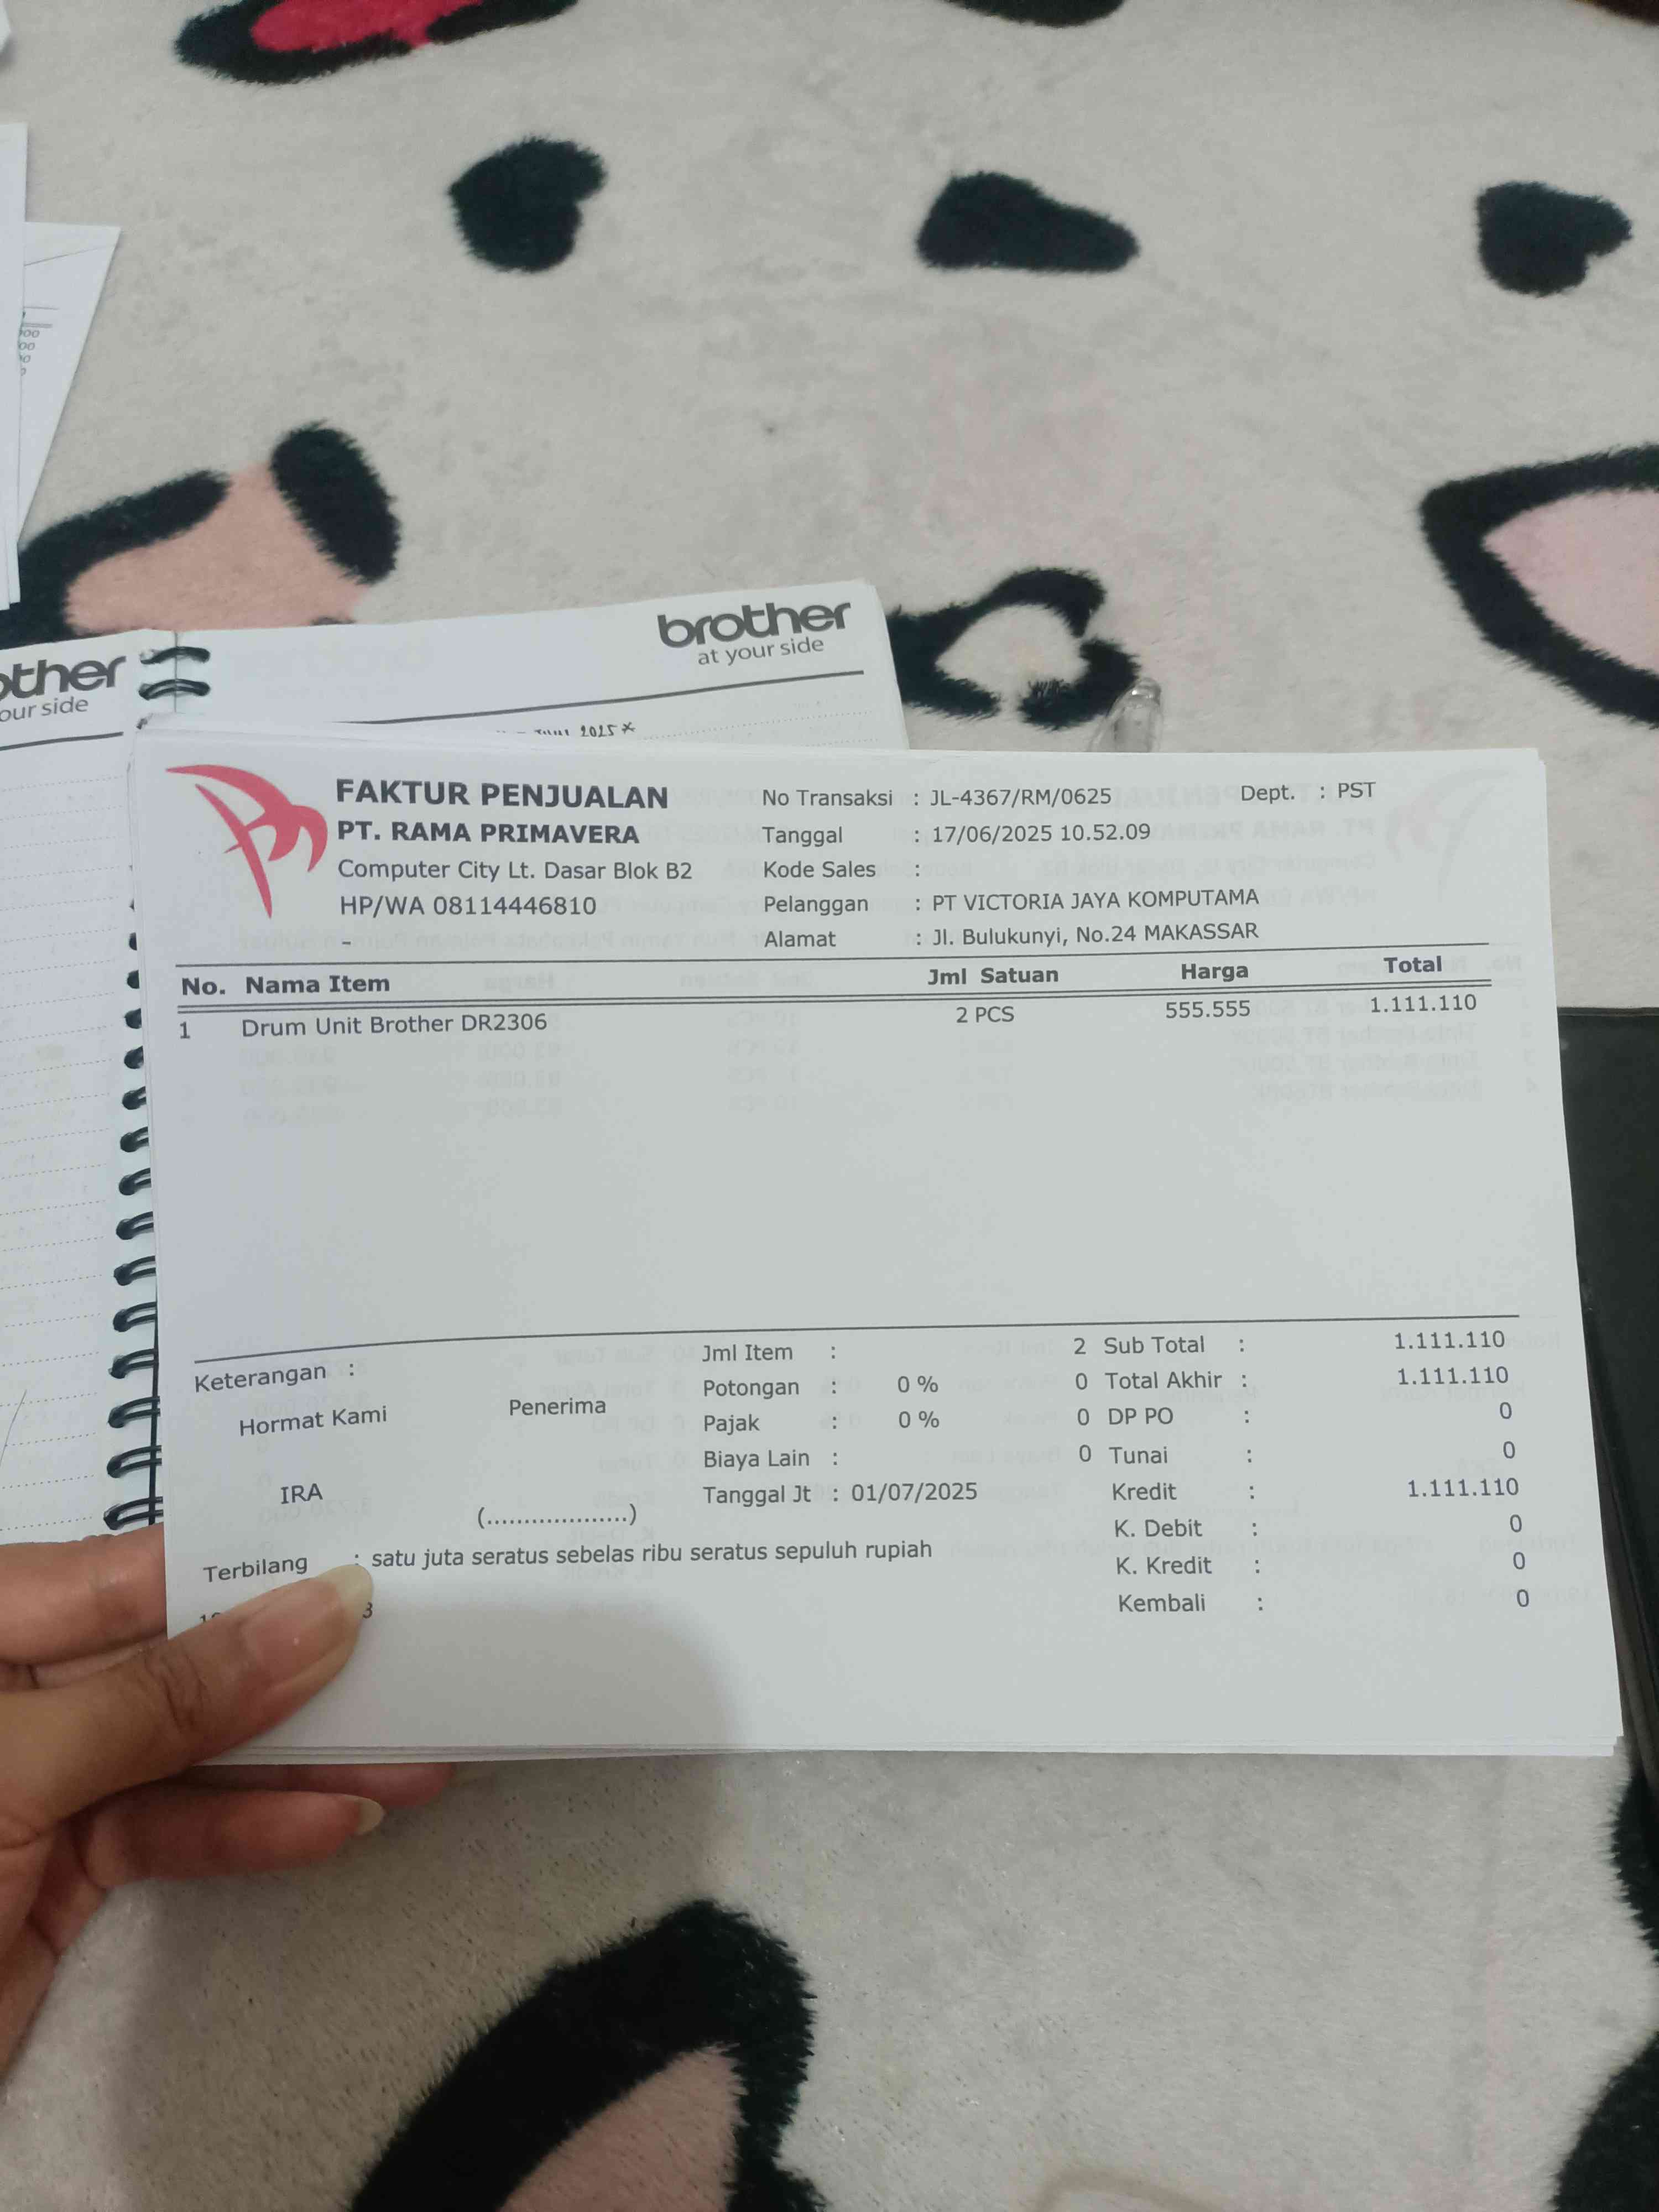 brother
at your side
other
our side
2025
FAKTUR PENJUALAN
PT. RAMA PRIMAVERA
Computer City Lt. Dasar Blok B2
HP/WA 08114446810
-
No Transaksi : JL-4367/RM/0625
Dept. : PST
Tanggal : 17/06/2025 10.52.09
Kode Sales :
Pelanggan : PT VICTORIA JAYA KOMPUTAMA
Alamat : Jl. Bulukunyi, No.24 MAKASSAR
No. Nama Item Jml Satuan Harga Total
1 Drum Unit Brother DR2306 2 PCS 555.555 1.111.110
Keterangan :
Hormat Kami Penerima
IRA
(...................)
Jml Item : 2
Potongan : 0 % 0
Pajak : 0 % 0
Biaya Lain : 0
Tanggal Jt : 01/07/2025
Sub Total : 1.111.110
Total Akhir : 1.111.110
DP PO : 0
Tunai : 0
Kredit : 1.111.110
K. Debit : 0
K. Kredit : 0
Kembali : 0
Terbilang : satu juta seratus sebelas ribu seratus sepuluh rupiah